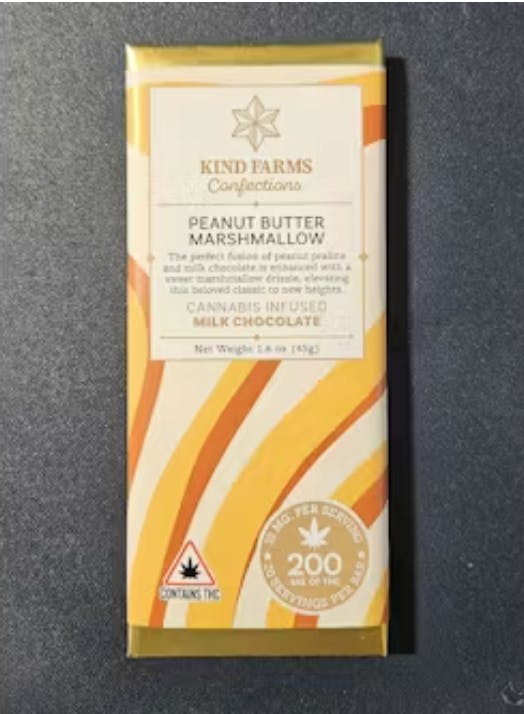 KIND FARMS
Confections
PEANUT BUTTER
MARSHMALLOW
The perfect fusion of peanut praline
and milk chocolate is enhanced with a
sweet marshmallow drizzle, elevating
this beloved classic to new heights.
CANNABIS INFUSED
MILK CHOCOLATE
Net Weight 1.6 oz (45g)
10 MG. PER SERVING
200
MG OF THC
20 SERVINGS PER BAR
CONTAINS THC